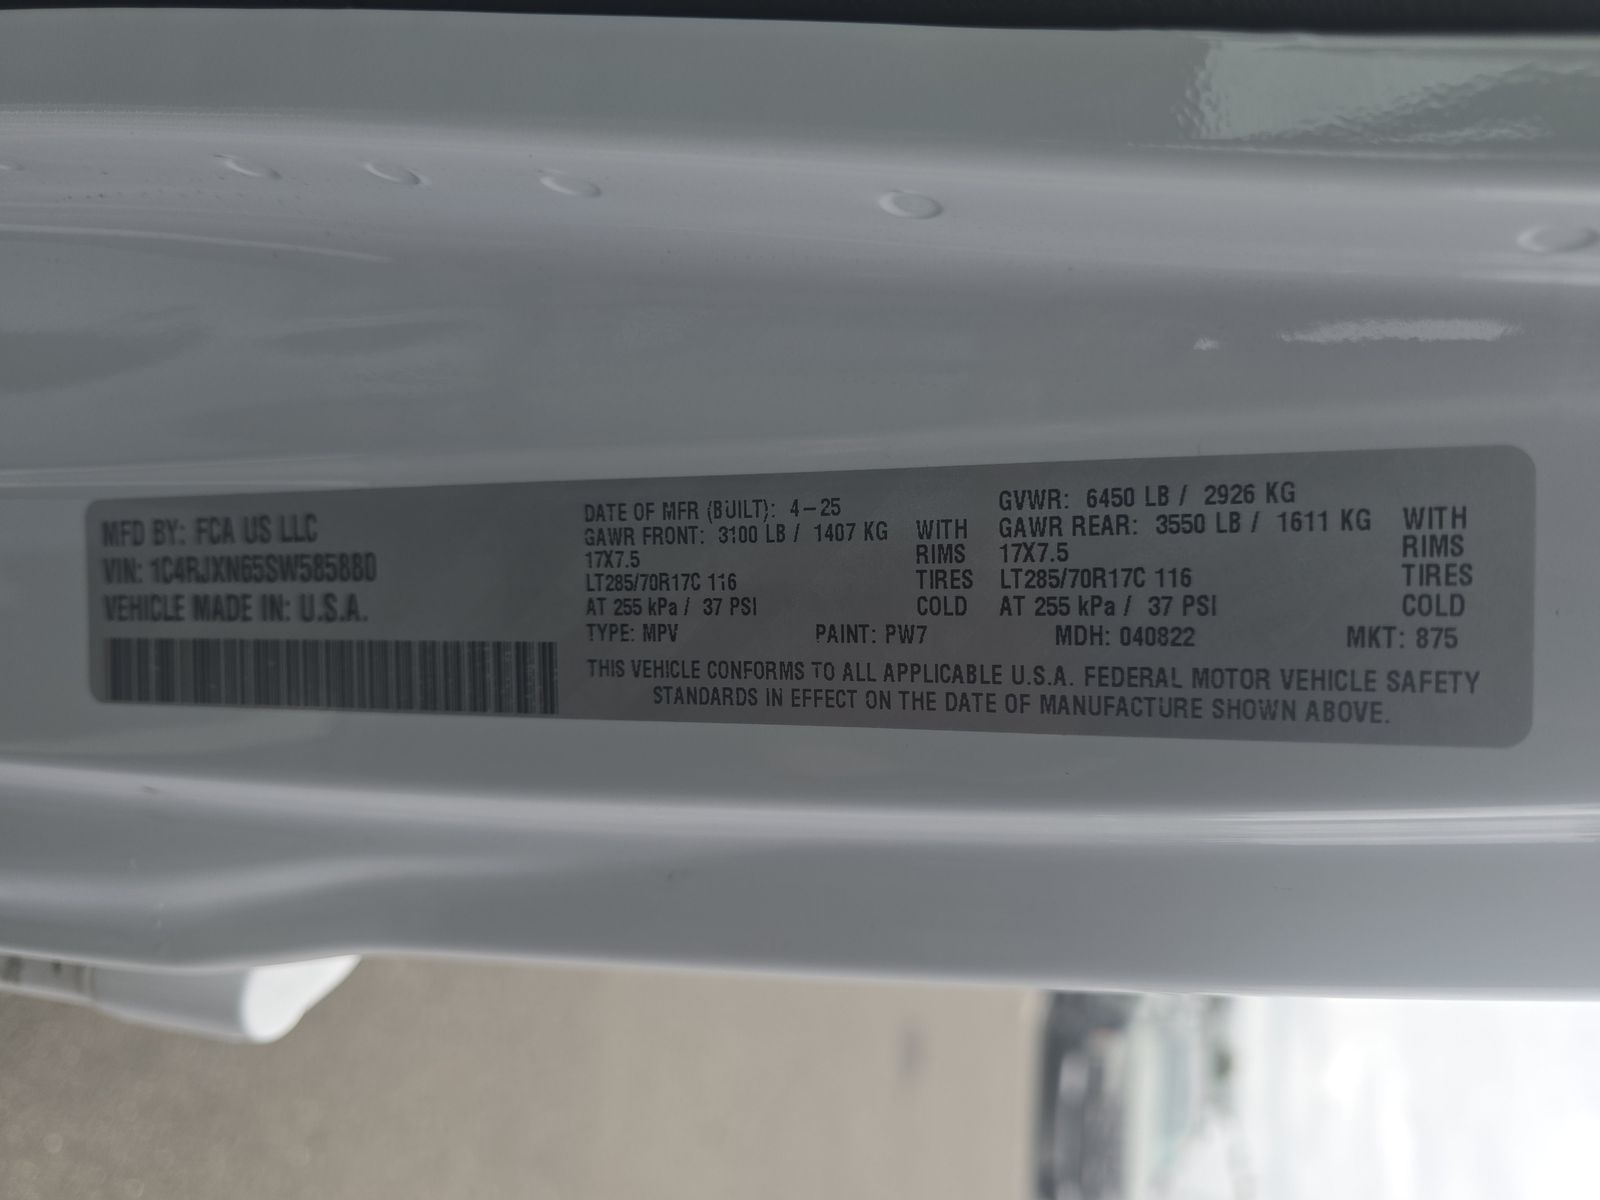 MFD BY: FCA US LLC
VIN: 1C4RJXN65SW585880
VEHICLE MADE IN: U.S.A.
DATE OF MFR (BUILT): 4-25
GAWR FRONT: 3100 LB / 1407 KG WITH
17X7.5 RIMS
LT285/70R17C 116 TIRES
AT 255 kPa / 37 PSI COLD
GVWR: 6450 LB / 2926 KG
GAWR REAR: 3550 LB / 1611 KG WITH
17X7.5 RIMS
LT285/70R17C 116 TIRES
AT 255 kPa / 37 PSI COLD
TYPE: MPV PAINT: PW7 MDH: 040822 MKT: 875
THIS VEHICLE CONFORMS TO ALL APPLICABLE U.S.A. FEDERAL MOTOR VEHICLE SAFETY
STANDARDS IN EFFECT ON THE DATE OF MANUFACTURE SHOWN ABOVE.